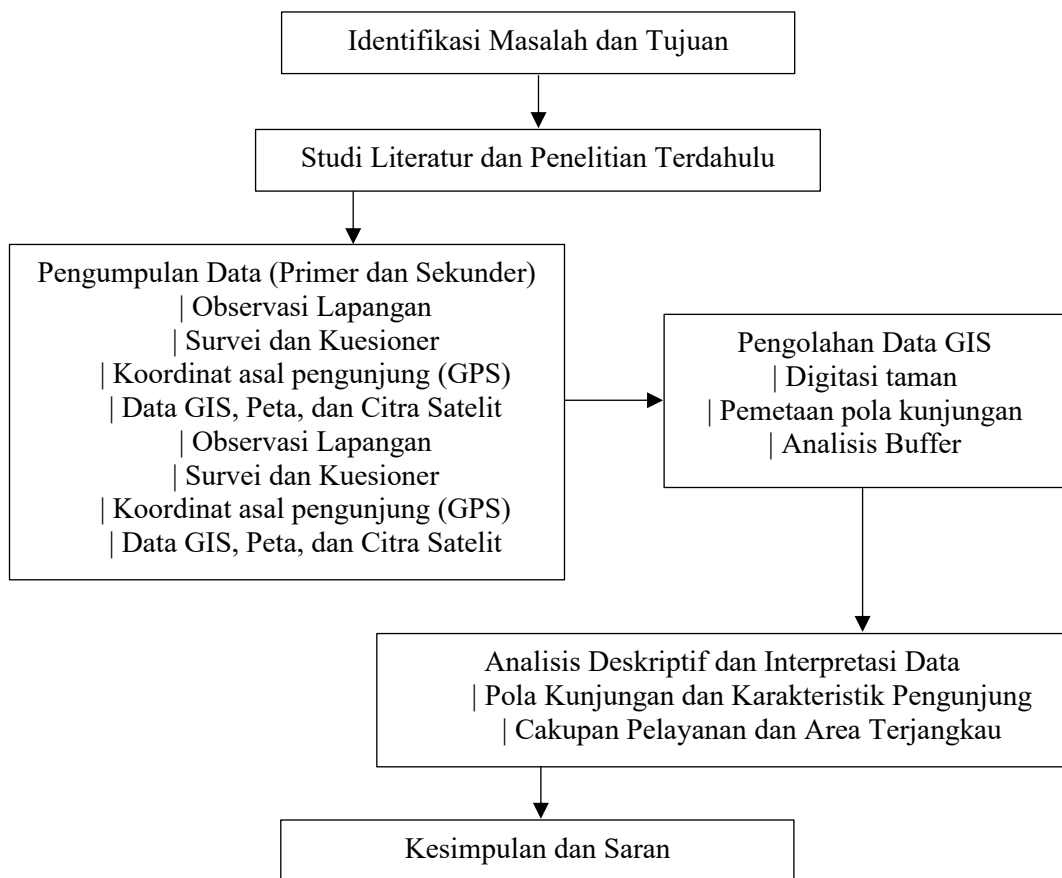 Identifikasi Masalah dan Tujuan
Studi Literatur dan Penelitian Terdahulu
Pengumpulan Data (Primer dan Sekunder)
| Observasi Lapangan
| Survei dan Kuesioner
| Koordinat asal pengunjung (GPS)
| Data GIS, Peta, dan Citra Satelit
| Observasi Lapangan
| Survei dan Kuesioner
| Koordinat asal pengunjung (GPS)
| Data GIS, Peta, dan Citra Satelit
Pengolahan Data GIS
| Digitasi taman
| Pemetaan pola kunjungan
| Analisis Buffer
Analisis Deskriptif dan Interpretasi Data
| Pola Kunjungan dan Karakteristik Pengunjung
| Cakupan Pelayanan dan Area Terjangkau
Kesimpulan dan Saran